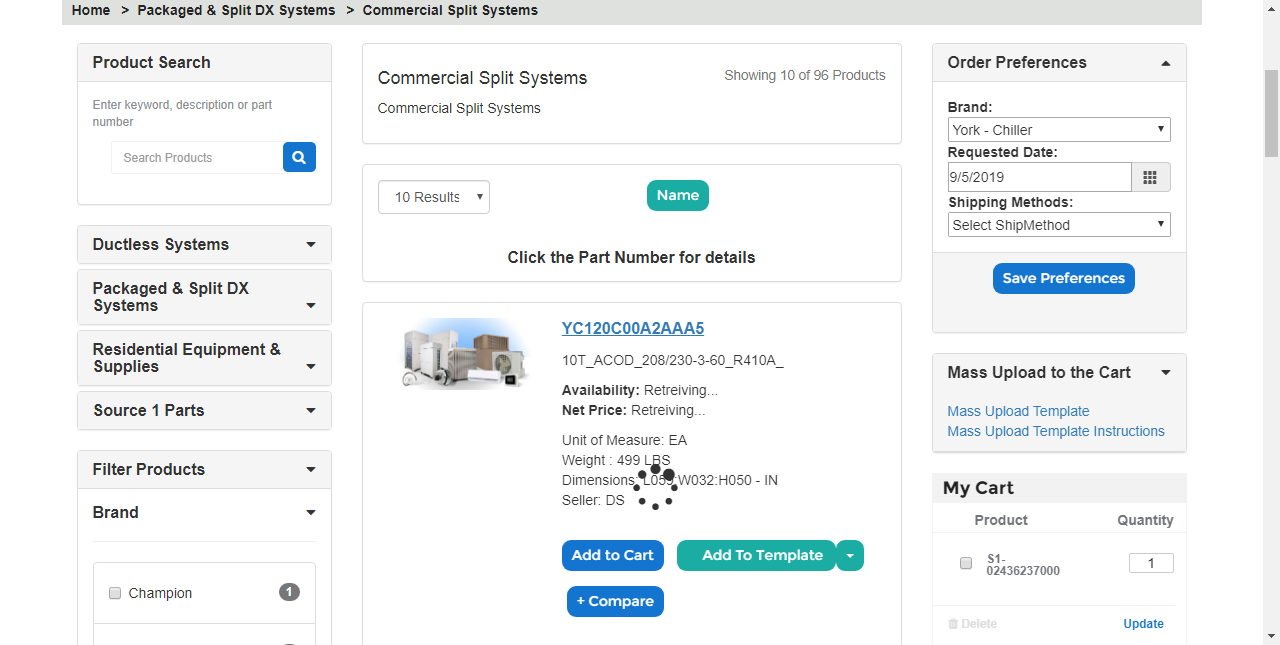 Home > Packaged & Split DX Systems > Commercial Split Systems
Product Search
Enter keyword, description or part
number
Search Products
Ductless Systems
Packaged & Split DX
Systems
Residential Equipment &
Supplies
Source 1 Parts
Filter Products
Brand
Champion
1
Commercial Split Systems
Showing 10 of 96 Products
Commercial Split Systems
10 Results
Name
Click the Part Number for details
YC120C00A2AAA5
10T_ACOD_208/230-3-60_R410A_
Availability: Retreiving...
Net Price: Retreiving...
Unit of Measure: EA
Weight : 499 LBS
Dimensions: L059:W032:H050 - IN
Seller: DS
Add to Cart
Add To Template
+ Compare
Order Preferences
Brand:
York - Chiller
Requested Date:
9/5/2019
Shipping Methods:
Select ShipMethod
Save Preferences
Mass Upload to the Cart
Mass Upload Template
Mass Upload Template Instructions
My Cart
Product Quantity
S1-
02436237000
1
Delete Update